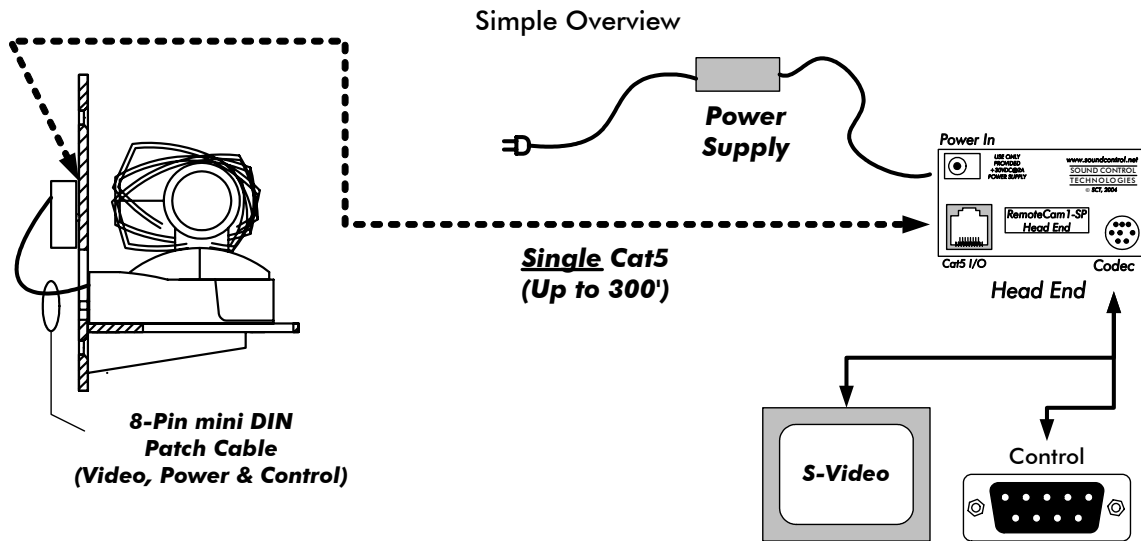 Simple Overview
Power
Supply
Power In
USE ONLY
PROVIDED
+30VDC@2A
POWER SUPPLY
www.soundcontrol.net
SOUND CONTROL
TECHNOLOGIES
© SCT, 2004
RemoteCam1-SP
Head End
Cat5 I/O
Codec
Head End
Single Cat5
(Up to 300')
8-Pin mini DIN
Patch Cable
(Video, Power & Control)
S-Video
Control